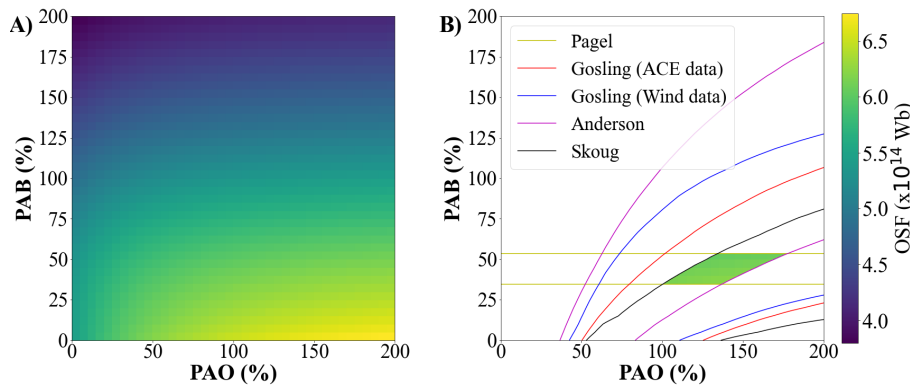 A)
200
175
150
125
100
75
50
25
0
PAB (%)
0 50 100 150 200
PAO (%)
B)
200
175
150
125
100
75
50
25
0
PAB (%)
Pagel
Gosling (ACE data)
Gosling (Wind data)
Anderson
Skoug
0 50 100 150 200
PAO (%)
6.5
6.0
5.5
5.0
4.5
4.0
OSF (x10¹⁴ Wb)